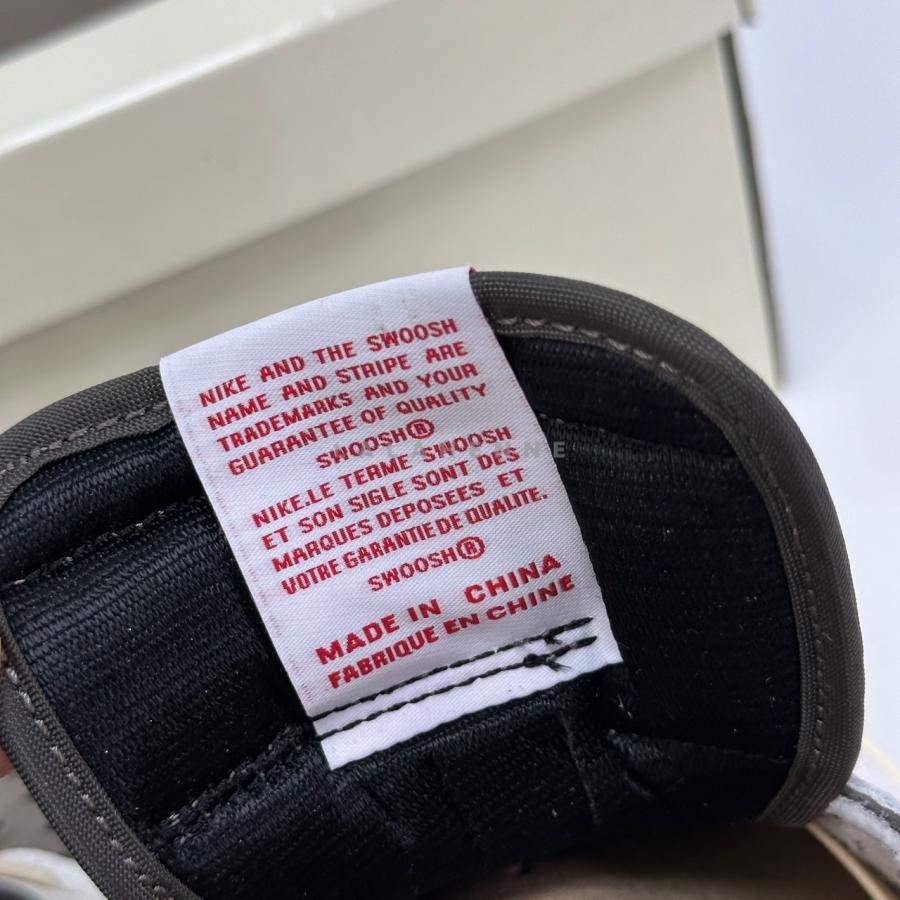 NIKE AND THE SWOOSH
NAME AND STRIPE ARE
TRADEMARKS AND YOUR
GUARANTEE OF QUALITY
SWOOSH®
NIKE.LE TERME SWOOSH
ET SON SIGLE SONT DES
MARQUES DEPOSEES ET
VOTRE GARANTIE DE QUALITE.
SWOOSH®
MADE IN CHINA
FABRIQUE EN CHINE